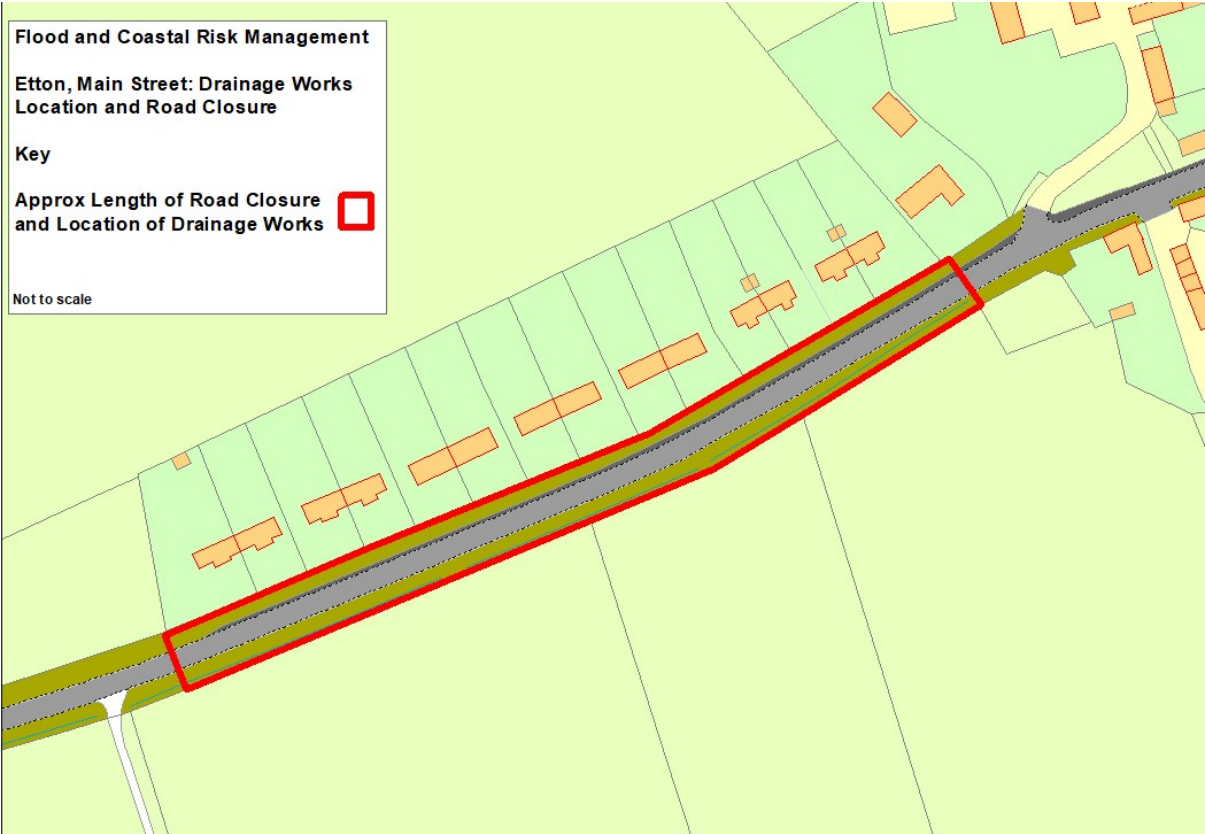 Flood and Coastal Risk Management
Etton, Main Street: Drainage Works
Location and Road Closure
Key
Approx Length of Road Closure
and Location of Drainage Works
Not to scale